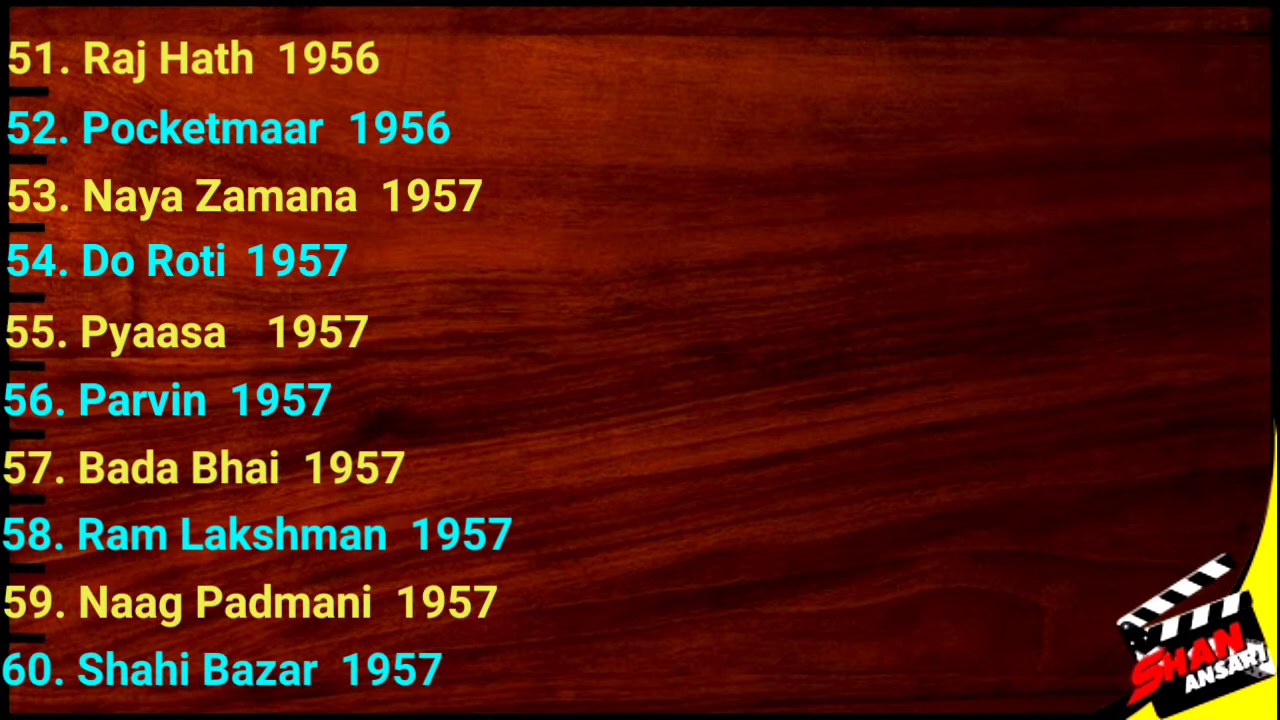 51. Raj Hath 1956
52. Pocketmaar 1956
53. Naya Zamana 1957
54. Do Roti 1957
55. Pyaasa 1957
56. Parvin 1957
57. Bada Bhai 1957
58. Ram Lakshman 1957
59. Naag Padmani 1957
60. Shahi Bazar 1957
SHAN
ANSARI